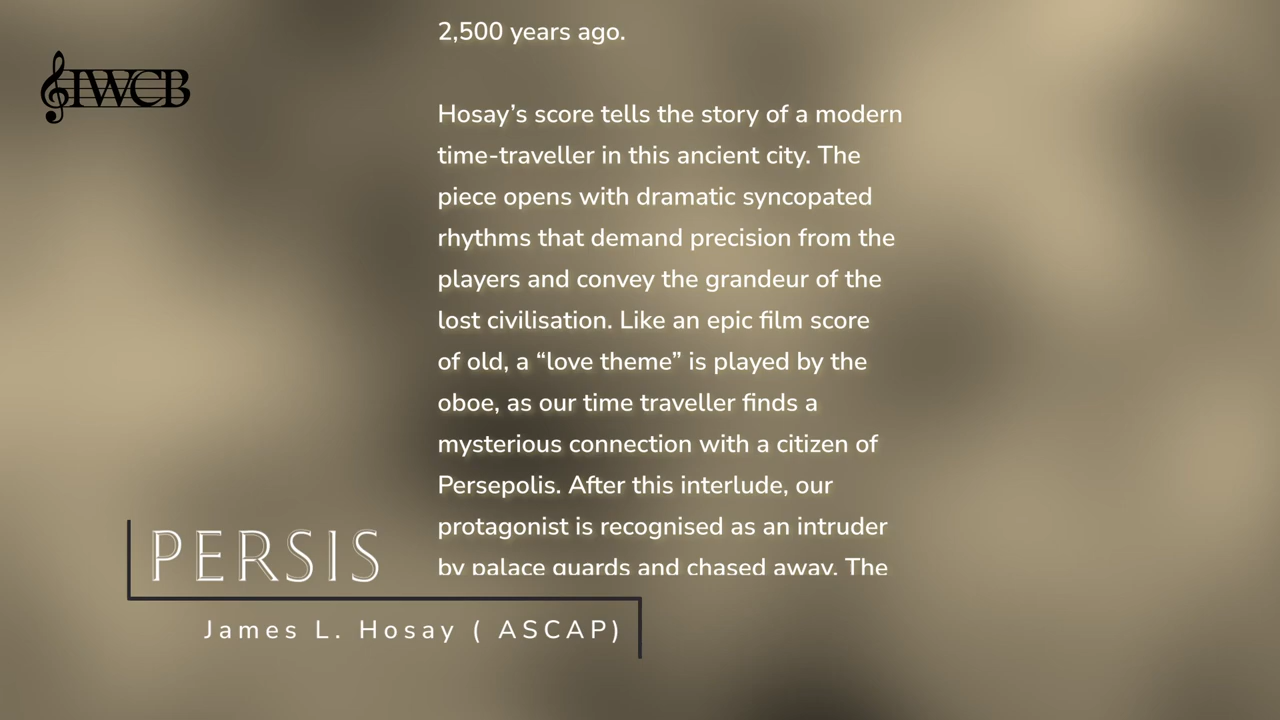 2,500 years ago.
IWCB
Hosay’s score tells the story of a modern
time-traveller in this ancient city. The
piece opens with dramatic syncopated
rhythms that demand precision from the
players and convey the grandeur of the
lost civilisation. Like an epic film score
of old, a “love theme” is played by the
oboe, as our time traveller finds a
mysterious connection with a citizen of
Persepolis. After this interlude, our
protagonist is recognised as an intruder
by palace guards and chased away. The
PERSIS
James L. Hosay ( ASCAP)